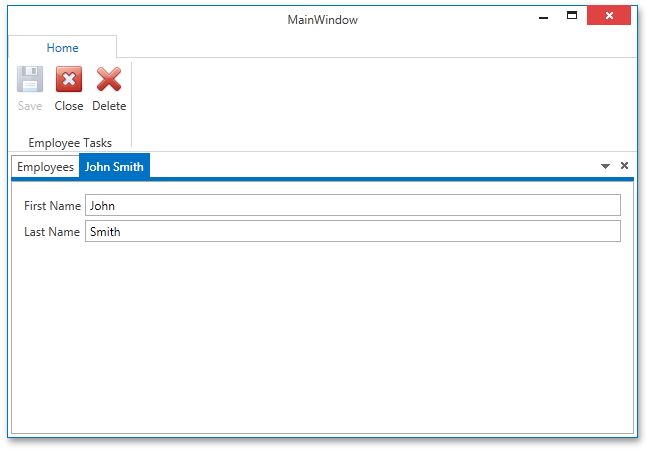 MainWindow
Home
Save Close Delete
Employee Tasks
Employees John Smith
First Name John
Last Name Smith